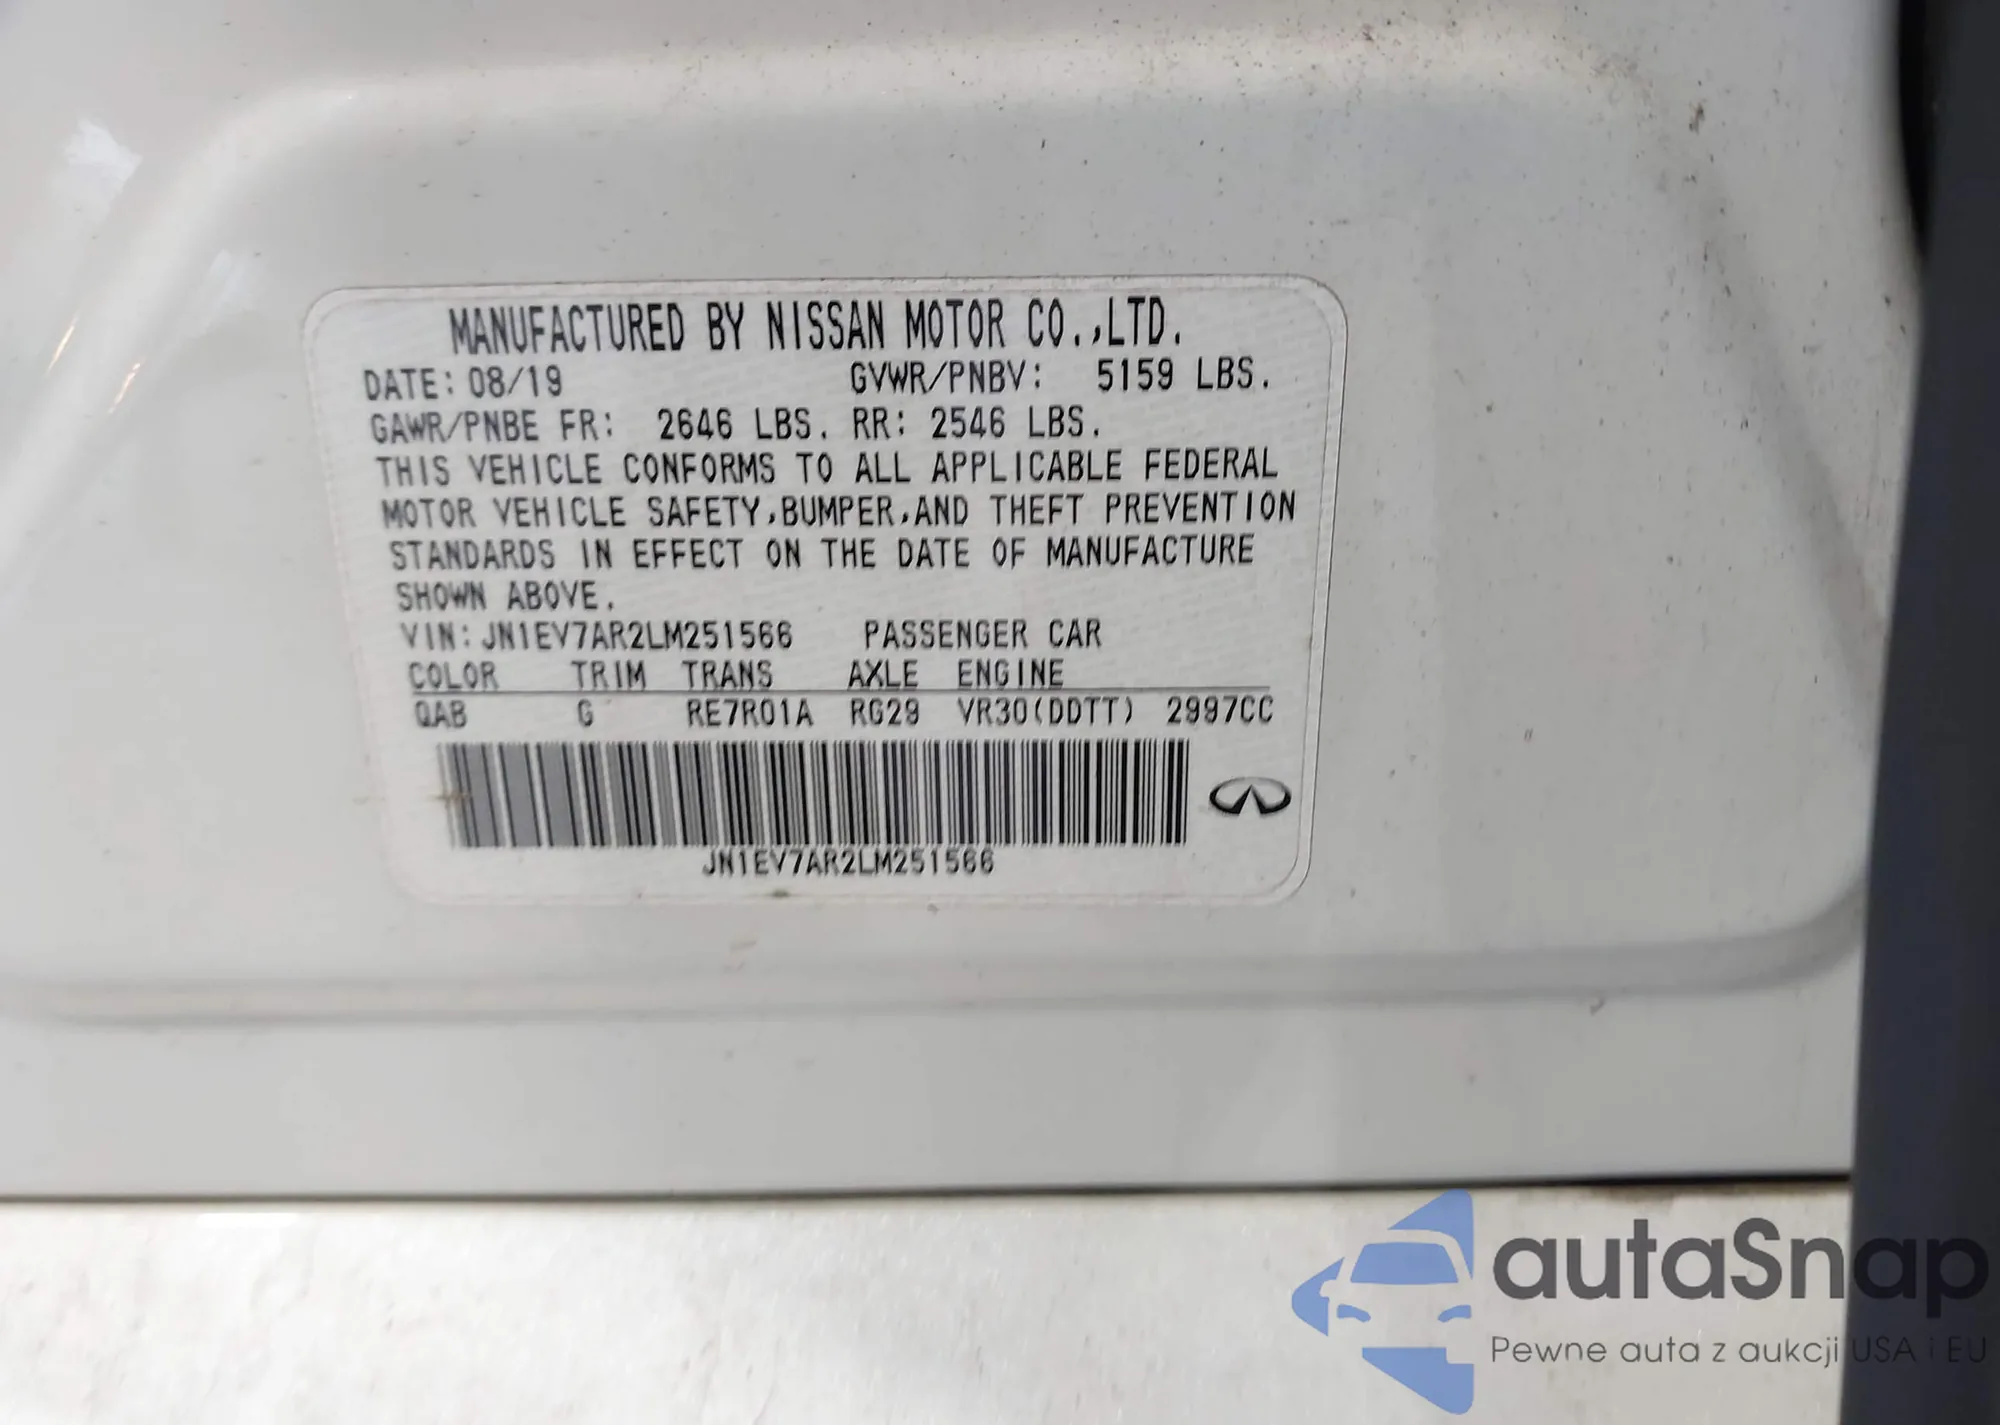 MANUFACTURED BY NISSAN MOTOR CO.,LTD.
DATE: 08/19 GVWR/PNBV: 5159 LBS.
GAWR/PNBE FR: 2646 LBS. RR: 2546 LBS.
THIS VEHICLE CONFORMS TO ALL APPLICABLE FEDERAL
MOTOR VEHICLE SAFETY,BUMPER,AND THEFT PREVENTION
STANDARDS IN EFFECT ON THE DATE OF MANUFACTURE
SHOWN ABOVE.
VIN: JN1EV7AR2LM251566 PASSENGER CAR
COLOR TRIM TRANS AXLE ENGINE
QAB G RE7R01A RG29 VR30(DDTT) 2997CC
JN1EV7AR2LM251566
autaSnap
Pewne auta z aukcji USA i EU